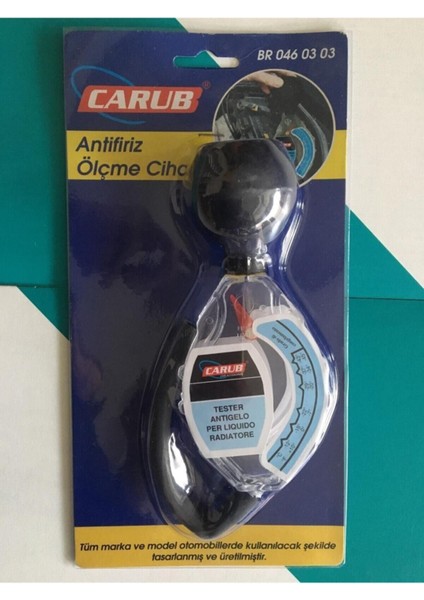 BR 046 03 03
CARUB®
Antifiriz
Ölçme Ciha
CARUB
TESTER
ANTIGELO
PER LIQUIDO
RADIATORE
Tüm marka ve model otomobillerde kullanılacak şekilde
tasarlanmış ve üretilmiştir.